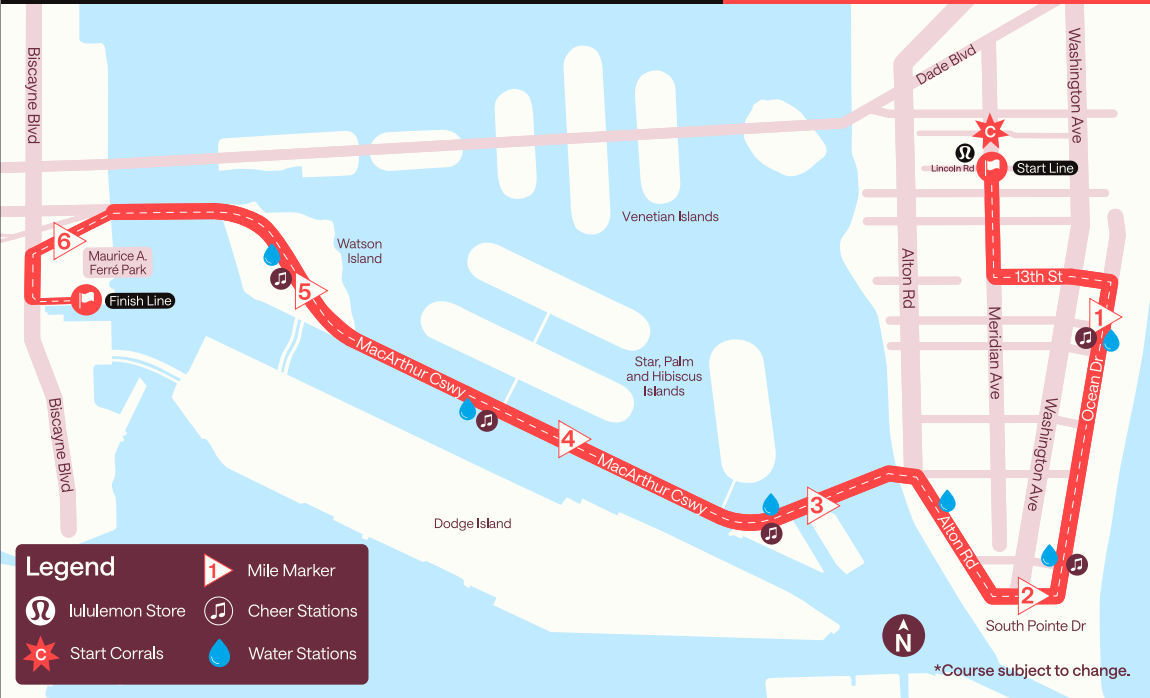 Biscayne Blvd
Dade Blvd
Washington Ave
C
Lincoln Rd
Start Line
Venetian Islands
Watson
Island
6
Maurice A.
Ferré Park
Finish Line
5
Alton Rd
13th St
1
Meridian Ave
Ocean Dr
MacArthur Cswy
Star, Palm
and Hibiscus
Islands
Biscayne Blvd
Washington Ave
4
MacArthur Cswy
3
Dodge Island
Alton Rd
2
South Pointe Dr
N
*Course subject to change.
Legend
1 Mile Marker
lululemon Store
Cheer Stations
C Start Corrals
Water Stations